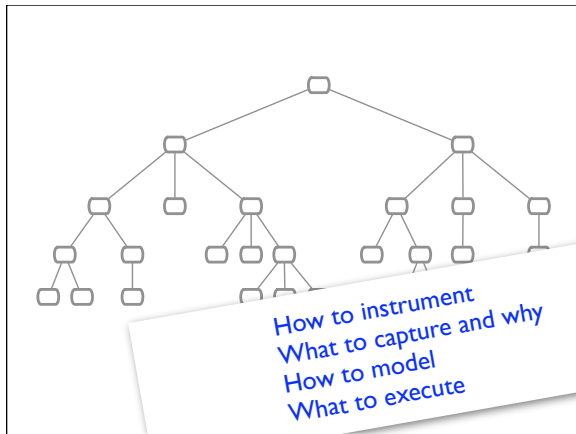 How to instrument
What to capture and why
How to model
What to execute